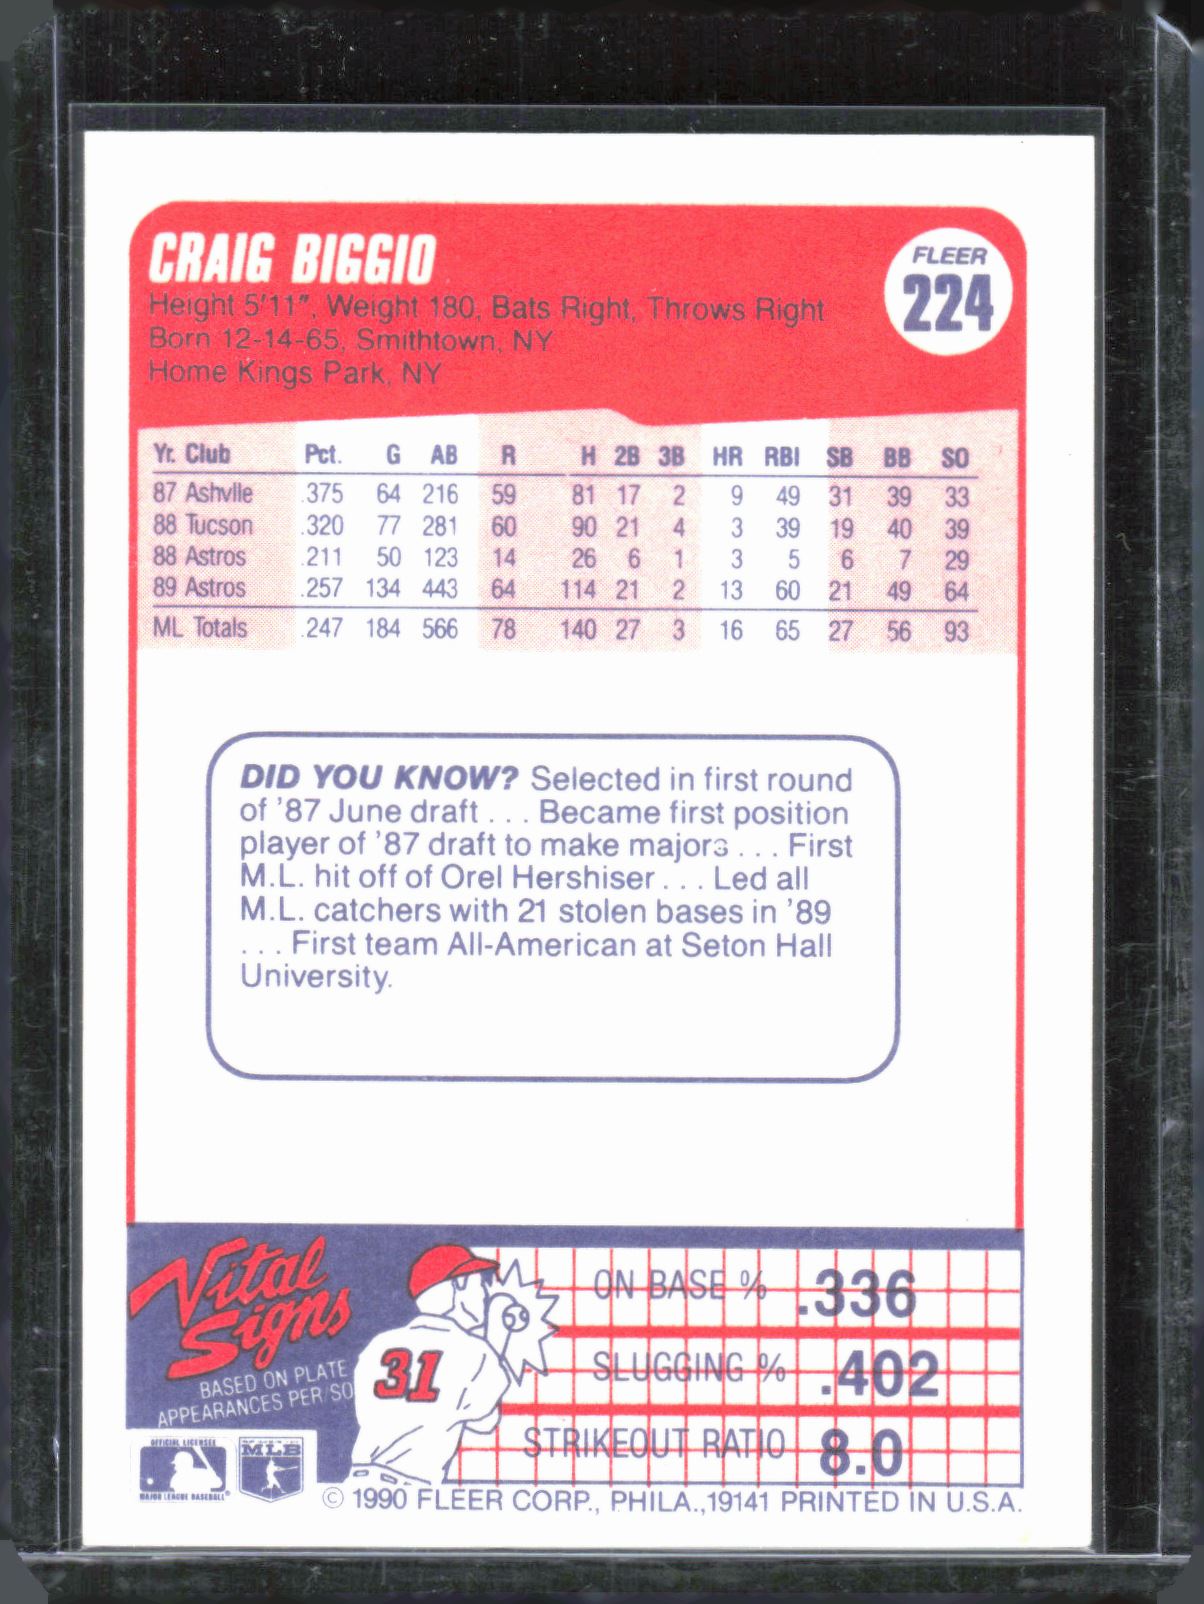 CRAIG BIGGIO
FLEER
224
Height 5'11", Weight 180, Bats Right, Throws Right
Born 12-14-65, Smithtown, NY
Home Kings Park, NY
Yr. Club Pct. G AB R H 2B 3B HR RBI SB BB SO
87 Ashvlle .375 64 216 59 81 17 2 9 49 31 39 33
88 Tucson .320 77 281 60 90 21 4 3 39 19 40 39
88 Astros .211 50 123 14 26 6 1 3 5 6 7 29
89 Astros .257 134 443 64 114 21 2 13 60 21 49 64
ML Totals .247 184 566 78 140 27 3 16 65 27 56 93
DID YOU KNOW? Selected in first round
of '87 June draft . . . Became first position
player of '87 draft to make majors . . . First
M.L. hit off of Orel Hershiser . . . Led all
M.L. catchers with 21 stolen bases in '89
. . . First team All-American at Seton Hall
University.
Vital
Signs
BASED ON PLATE
APPEARANCES PER/SO
31
ON BASE % .336
SLUGGING % .402
STRIKEOUT RATIO 8.0
OFFICIAL LICENSEE
MAJOR LEAGUE BASEBALL®
MLB
© 1990 FLEER CORP., PHILA.,19141 PRINTED IN U.S.A.